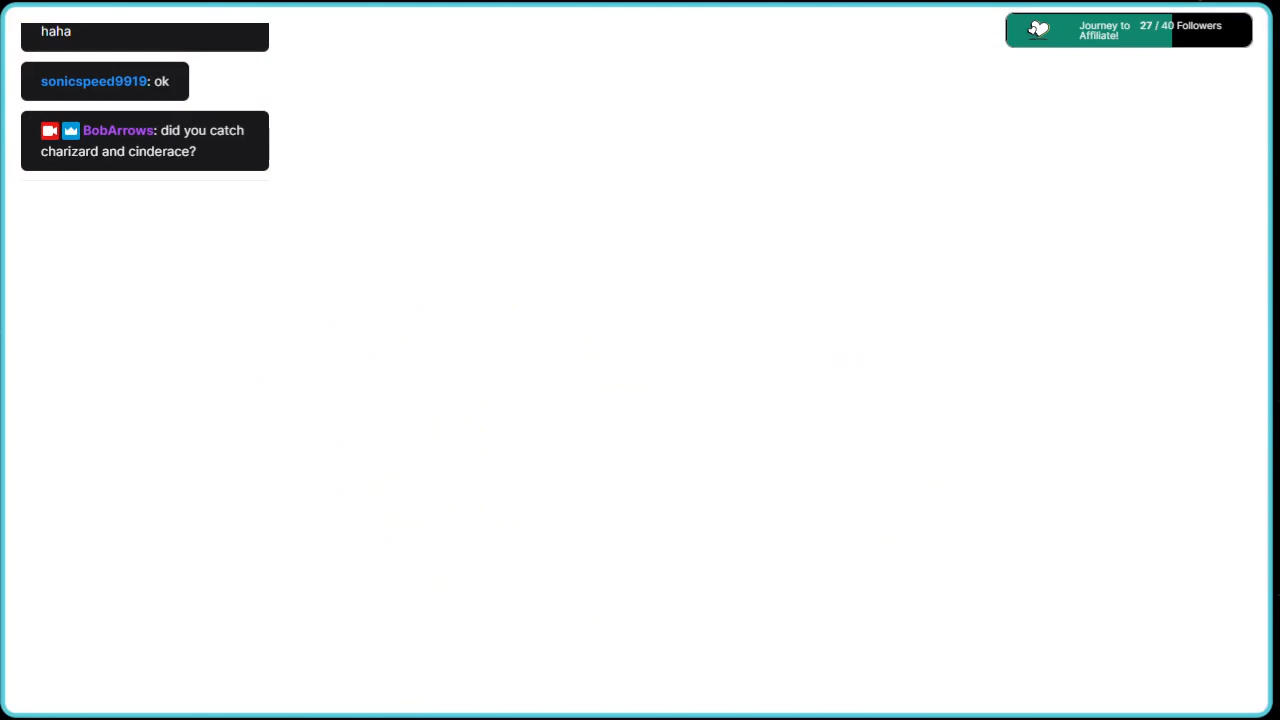 haha
sonicspeed9919: ok
BobArrows: did you catch
charizard and cinderace?
Journey to
Affiliate!
27 / 40 Followers